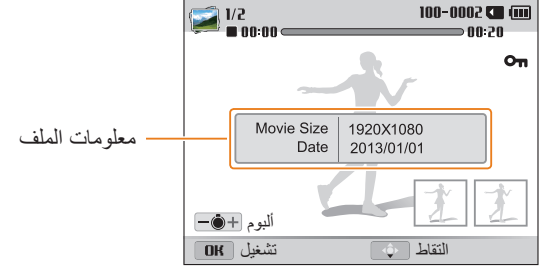 1/2
100-0002
00:00
00:20
Movie Size 1920X1080
Date 2013/01/01
معلومات الملف
ألبوم
OK تشغيل
التقاط